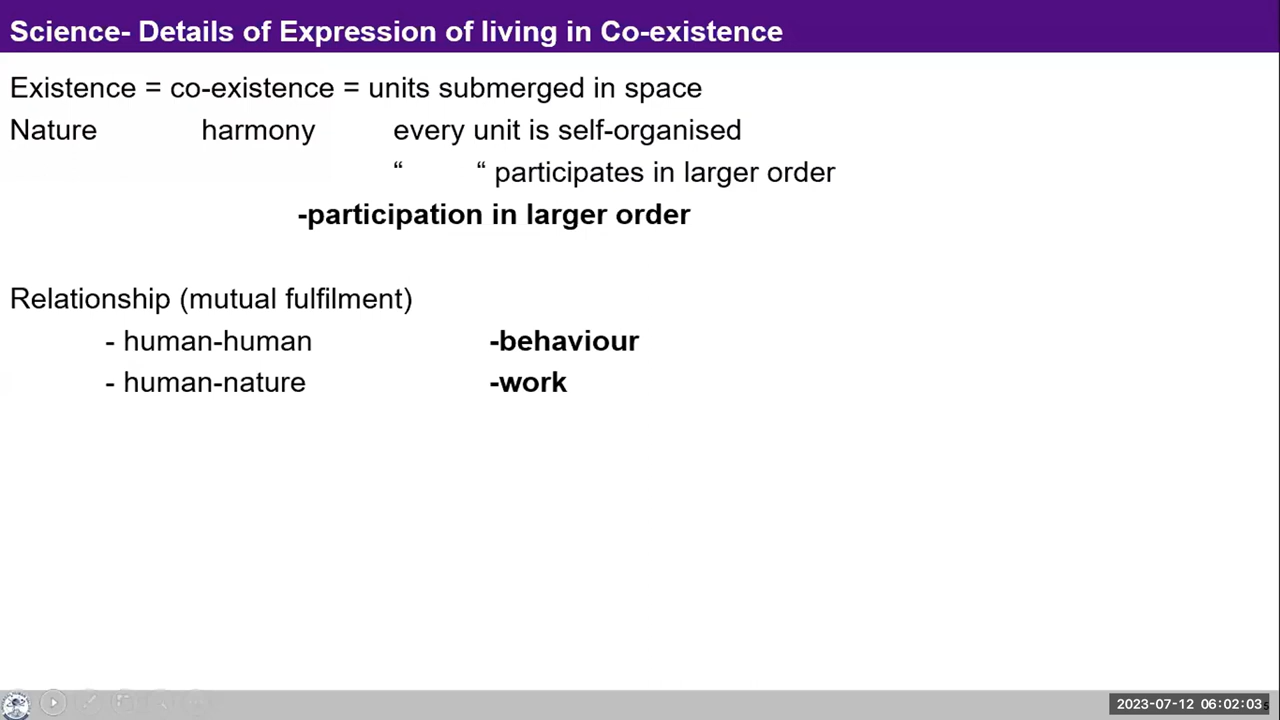 Science- Details of Expression of living in Co-existence
Existence = co-existence = units submerged in space
Nature harmony every unit is self-organised
“ “ participates in larger order
-participation in larger order
Relationship (mutual fulfilment)
- human-human -behaviour
- human-nature -work
2023-07-12 06:02:03